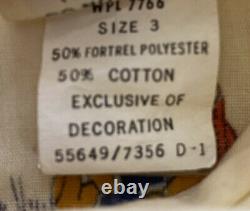 WPL 7766
SIZE 3
50% FORTREL POLYESTER
50% COTTON
EXCLUSIVE OF
DECORATION
55649/7356 D-1